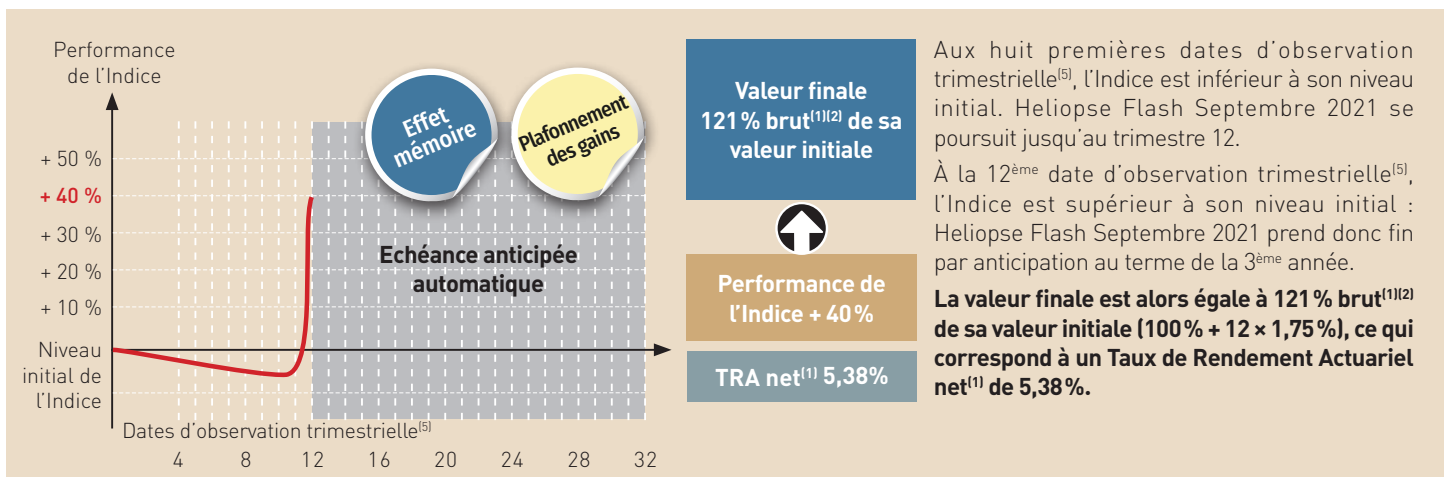 Performance
de l'Indice
+ 50 %
+ 40 %
+ 30 %
+ 20 %
+ 10 %
Niveau
initial de
l'Indice
Effet
mémoire
Plafonnement
des gains
Echéance anticipée
automatique
Dates d'observation trimestrielle(5)
4 8 12 16 20 24 28 32
Valeur finale
121 % brut(1)(2) de sa
valeur initiale
Performance de
l'Indice + 40 %
TRA net(1) 5,38%
Aux huit premières dates d'observation
trimestrielle(5), l'Indice est inférieur à son niveau
initial. Heliopse Flash Septembre 2021 se
poursuit jusqu'au trimestre 12.
À la 12ème date d'observation trimestrielle(5),
l'Indice est supérieur à son niveau initial :
Heliopse Flash Septembre 2021 prend donc fin
par anticipation au terme de la 3ème année.
La valeur finale est alors égale à 121 % brut(1)(2)
de sa valeur initiale (100 % + 12 × 1,75 %), ce qui
correspond à un Taux de Rendement Actuariel
net(1) de 5,38 %.